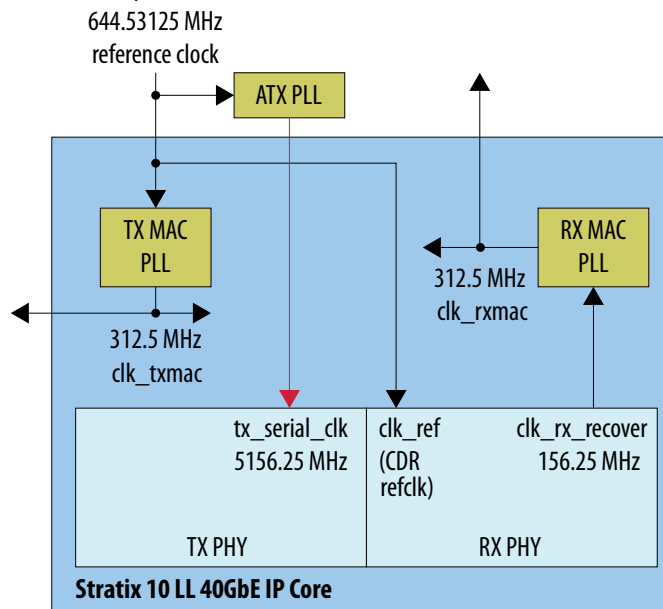 644.53125 MHz
reference clock
ATX PLL
TX MAC
PLL
RX MAC
PLL
312.5 MHz
clk_rxmac
312.5 MHz
clk_txmac
tx_serial_clk
5156.25 MHz
clk_ref
(CDR
refclk)
clk_rx_recover
156.25 MHz
TX PHY
RX PHY
Stratix 10 LL 40GbE IP Core